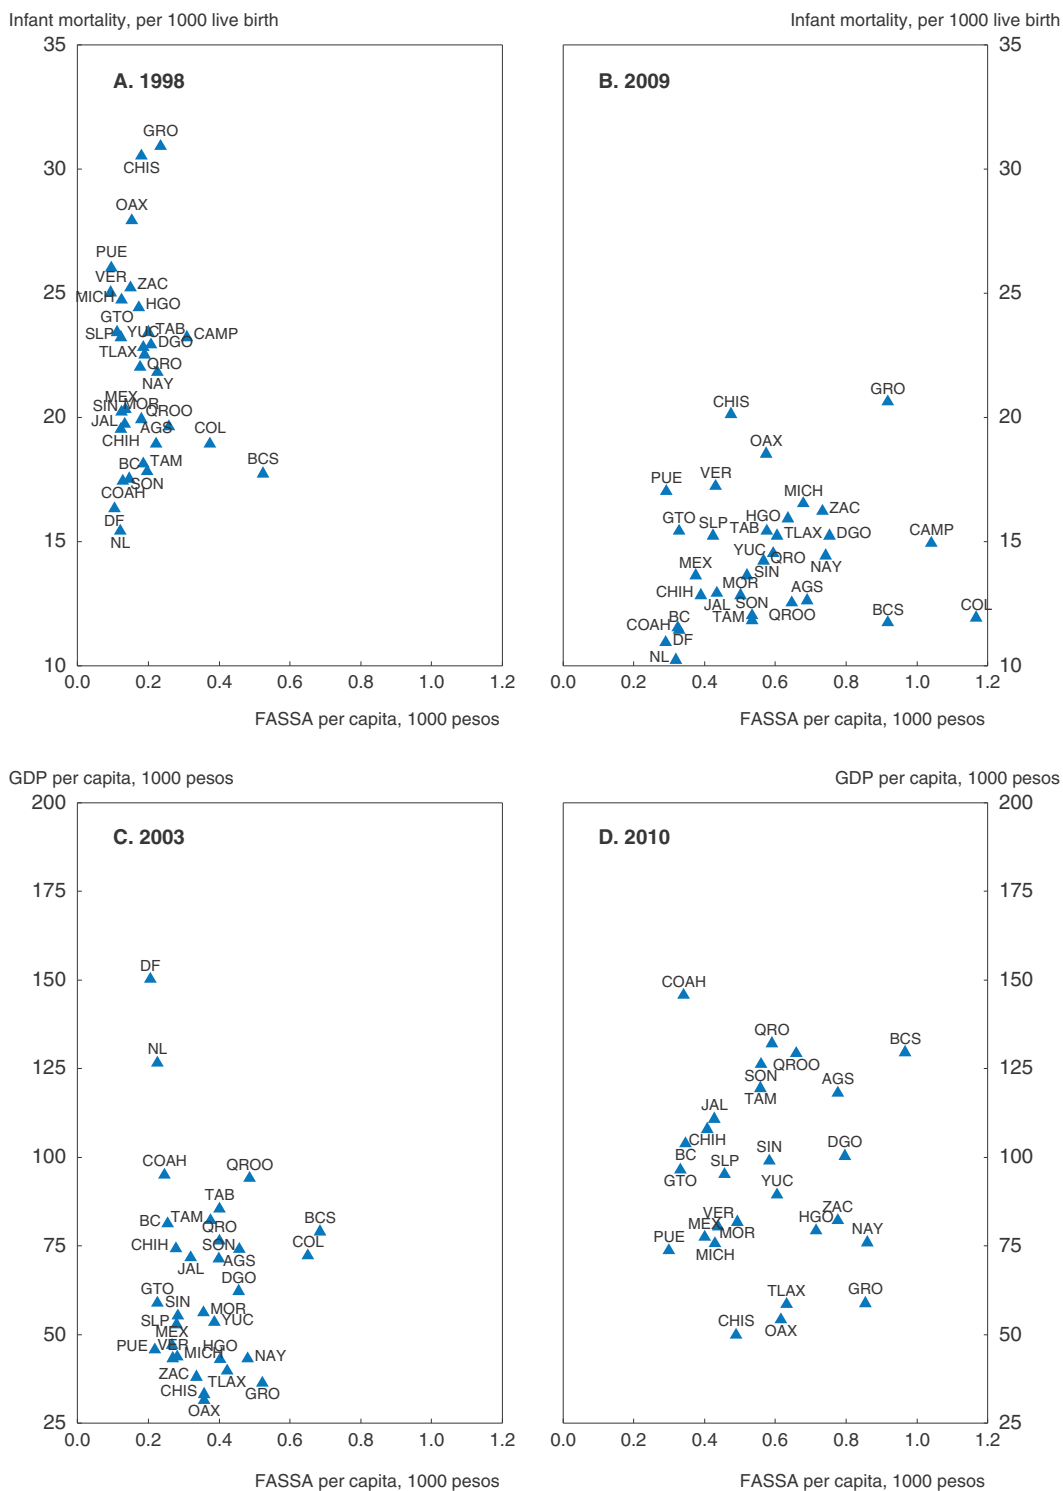 Infant mortality, per 1000 live birth
Infant mortality, per 1000 live birth
A. 1998
35
30
25
20
15
10
GRO
CHIS
OAX
PUE
VER
ZAC
MICH
HGO
GTO
SLP
YUC
TAB
DGO
CAMP
TLAX
QRO
NAY
MEX
SIN
MOR
QROO
JAL
AGS
COL
CHIH
BC
TAM
BCS
SON
COAH
DF
NL
0.0 0.2 0.4 0.6 0.8 1.0 1.2
FASSA per capita, 1000 pesos
B. 2009
35
30
25
20
15
10
GRO
CHIS
OAX
PUE
VER
MICH
ZAC
GTO
SLP
TAB
HGO
TLAX
DGO
CAMP
YUC
QRO
NAY
MEX
SIN
CHIH
MOR
AGS
JAL
SON
TAM
QROO
BCS
COL
COAH
BC
DF
NL
0.0 0.2 0.4 0.6 0.8 1.0 1.2
FASSA per capita, 1000 pesos
GDP per capita, 1000 pesos
GDP per capita, 1000 pesos
C. 2003
200
175
150
125
100
75
50
25
DF
NL
COAH
QROO
TAB
BC
TAM
QRO
BCS
CHIH
SON
COL
JAL
AGS
DGO
GTO
SIN
MOR
SLP
YUC
MEX
PUE
VER
MICH
HGO
NAY
ZAC
TLAX
CHIS
GRO
OAX
0.0 0.2 0.4 0.6 0.8 1.0 1.2
FASSA per capita, 1000 pesos
D. 2010
200
175
150
125
100
75
50
25
COAH
QRO
QROO
BCS
SON
TAM
AGS
JAL
CHIH
BC
GTO
SLP
SIN
DGO
YUC
VER
MEX
MOR
ZAC
HGO
NAY
PUE
MICH
TLAX
GRO
CHIS
OAX
0.0 0.2 0.4 0.6 0.8 1.0 1.2
FASSA per capita, 1000 pesos